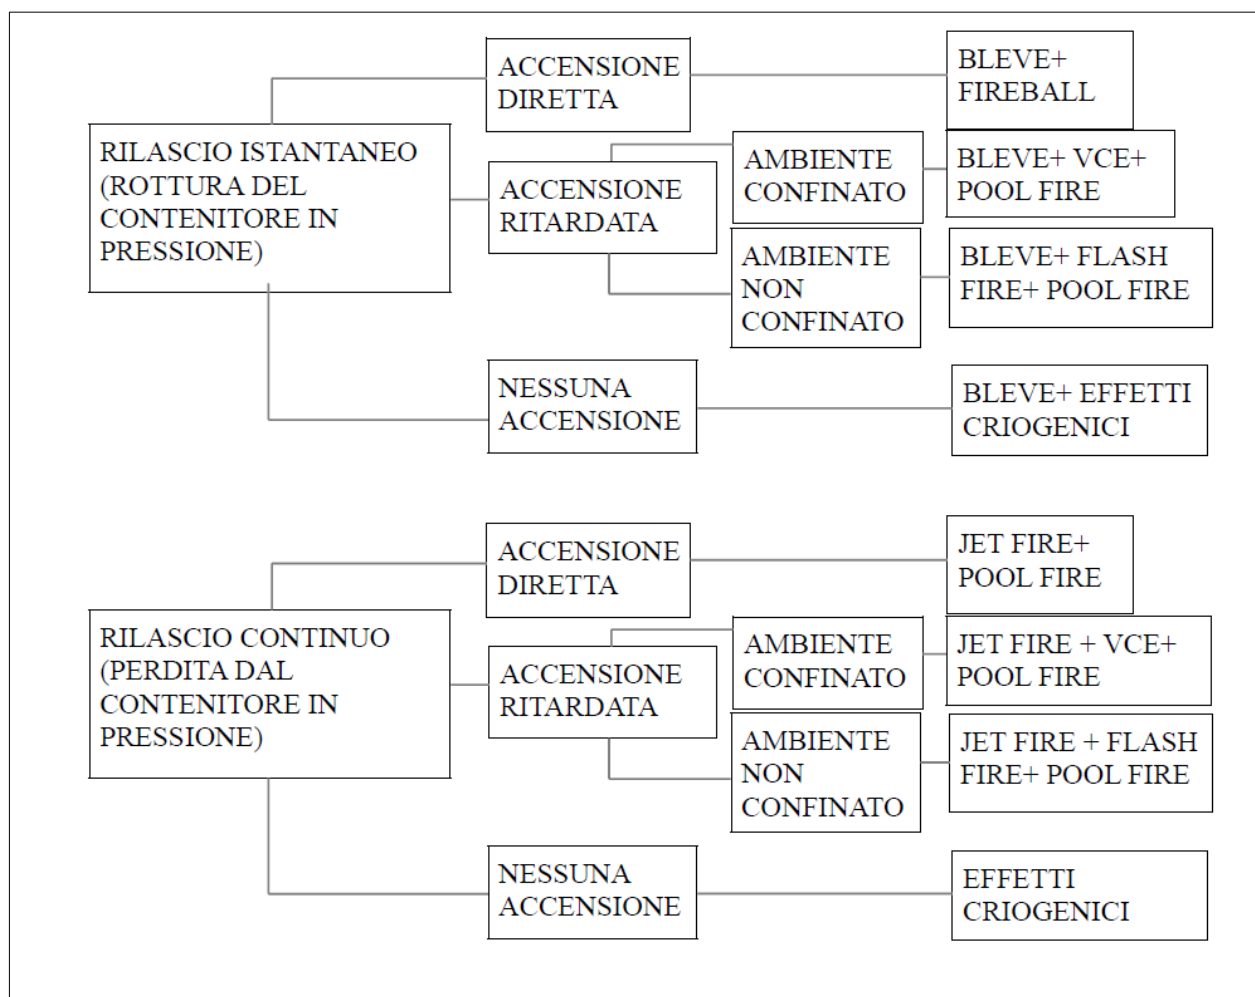 ACCENSIONE
DIRETTA
BLEVE+
FIREBALL
RILASCIO ISTANTANEO
(ROTTURA DEL
CONTENITORE IN
PRESSIONE)
ACCENSIONE
RITARDATA
AMBIENTE
CONFINATO
BLEVE+ VCE+
POOL FIRE
AMBIENTE
NON
CONFINATO
BLEVE+ FLASH
FIRE+ POOL FIRE
NESSUNA
ACCENSIONE
BLEVE+ EFFETTI
CRIOGENICI
ACCENSIONE
DIRETTA
JET FIRE+
POOL FIRE
RILASCIO CONTINUO
(PERDITA DAL
CONTENITORE IN
PRESSIONE)
ACCENSIONE
RITARDATA
AMBIENTE
CONFINATO
JET FIRE + VCE+
POOL FIRE
AMBIENTE
NON
CONFINATO
JET FIRE + FLASH
FIRE+ POOL FIRE
NESSUNA
ACCENSIONE
EFFETTI
CRIOGENICI